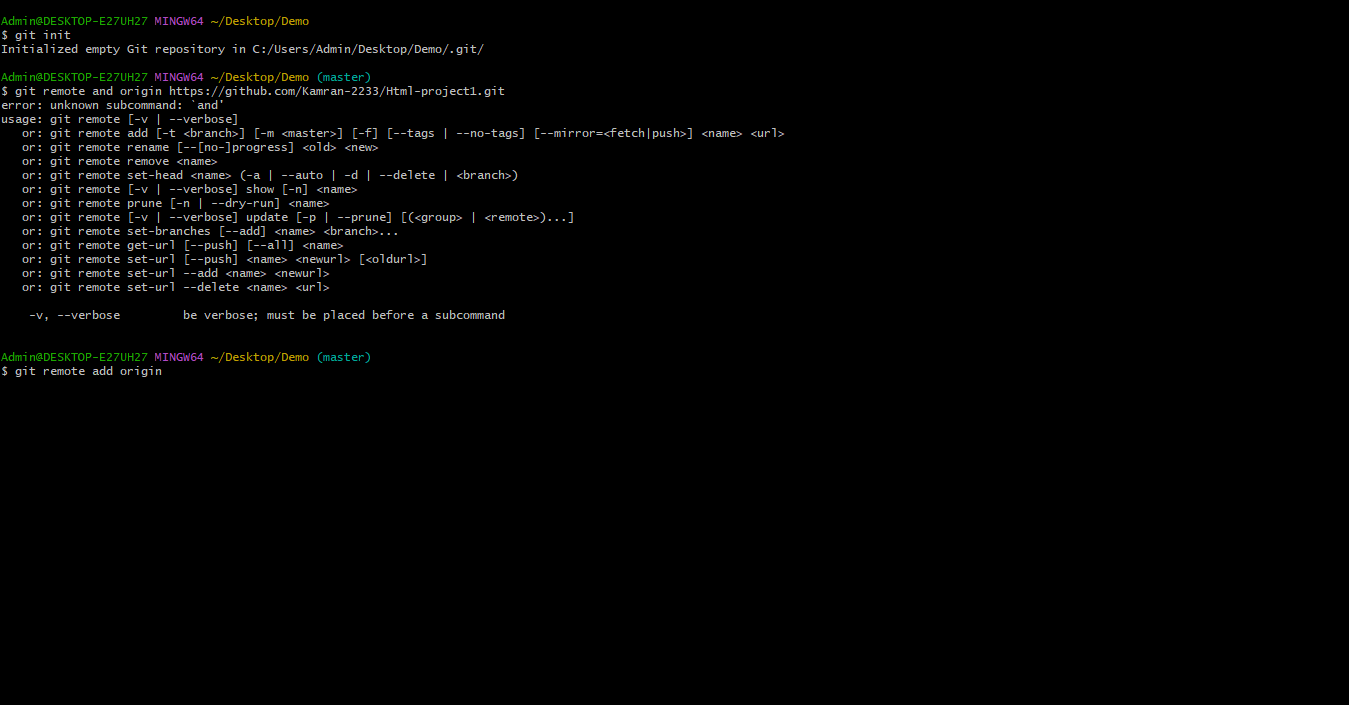 Admin@DESKTOP-E27UH27 MINGW64 ~/Desktop/Demo
$ git init
Initialized empty Git repository in C:/Users/Admin/Desktop/Demo/.git/
Admin@DESKTOP-E27UH27 MINGW64 ~/Desktop/Demo (master)
$ git remote and origin https://github.com/Kamran-2233/Html-project1.git
error: unknown subcommand: `and'
usage: git remote [-v | --verbose]
   or: git remote add [-t <branch>] [-m <master>] [-f] [--tags | --no-tags] [--mirror=<fetch|push>] <name> <url>
   or: git remote rename [--[no-]progress] <old> <new>
   or: git remote remove <name>
   or: git remote set-head <name> (-a | --auto | -d | --delete | <branch>)
   or: git remote [-v | --verbose] show [-n] <name>
   or: git remote prune [-n | --dry-run] <name>
   or: git remote [-v | --verbose] update [-p | --prune] [(<group> | <remote>)...]
   or: git remote set-branches [--add] <name> <branch>...
   or: git remote get-url [--push] [--all] <name>
   or: git remote set-url [--push] <name> <newurl> [<oldurl>]
   or: git remote set-url --add <name> <newurl>
   or: git remote set-url --delete <name> <url>
    -v, --verbose         be verbose; must be placed before a subcommand
Admin@DESKTOP-E27UH27 MINGW64 ~/Desktop/Demo (master)
$ git remote add origin